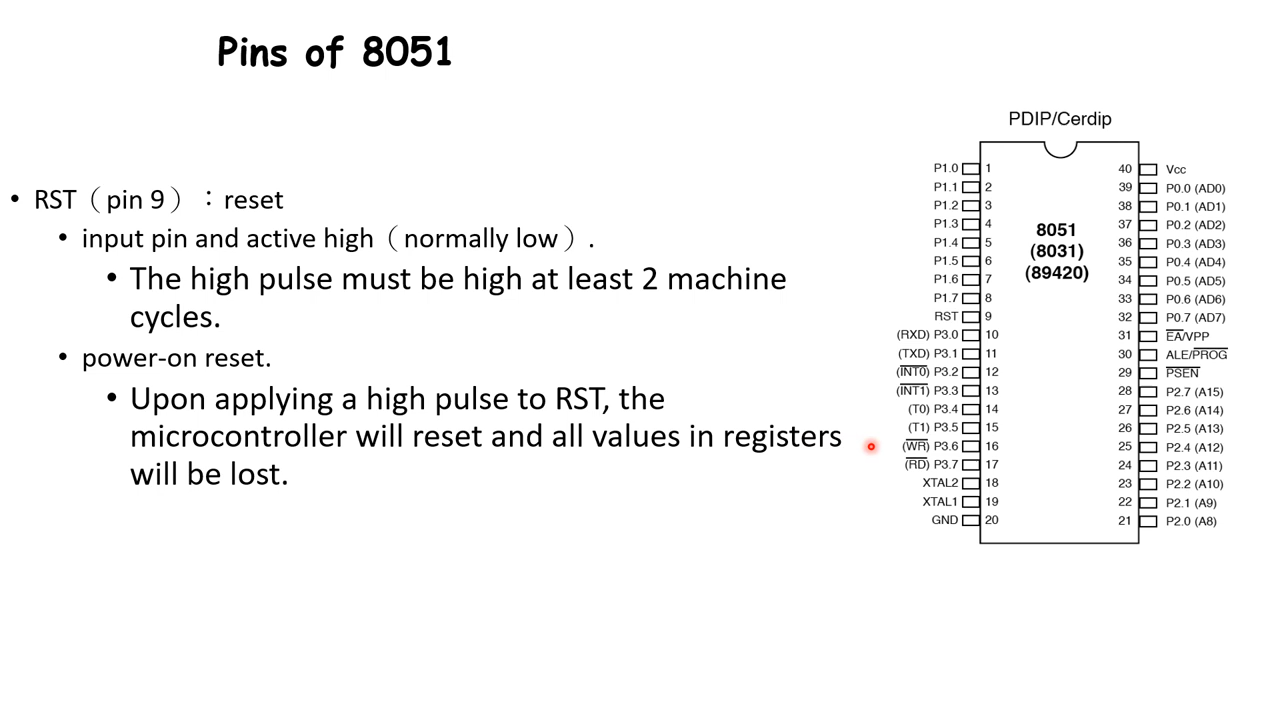 Pins of 8051
• RST（pin 9）：reset
• input pin and active high（normally low）.
• The high pulse must be high at least 2 machine
cycles.
• power-on reset.
• Upon applying a high pulse to RST, the
microcontroller will reset and all values in registers
will be lost.
PDIP/Cerdip
8051
(8031)
(89420)
P1.0 1 40 Vcc
P1.1 2 39 P0.0 (AD0)
P1.2 3 38 P0.1 (AD1)
P1.3 4 37 P0.2 (AD2)
P1.4 5 36 P0.3 (AD3)
P1.5 6 35 P0.4 (AD4)
P1.6 7 34 P0.5 (AD5)
P1.7 8 33 P0.6 (AD6)
RST 9 32 P0.7 (AD7)
(RXD) P3.0 10 31 E̅A̅/VPP
(TXD) P3.1 11 30 ALE/P̅R̅O̅G̅
(I̅N̅T̅0̅) P3.2 12 29 P̅S̅E̅N̅
(I̅N̅T̅1̅) P3.3 13 28 P2.7 (A15)
(T0) P3.4 14 27 P2.6 (A14)
(T1) P3.5 15 26 P2.5 (A13)
(W̅R̅) P3.6 16 25 P2.4 (A12)
(R̅D̅) P3.7 17 24 P2.3 (A11)
XTAL2 18 23 P2.2 (A10)
XTAL1 19 22 P2.1 (A9)
GND 20 21 P2.0 (A8)